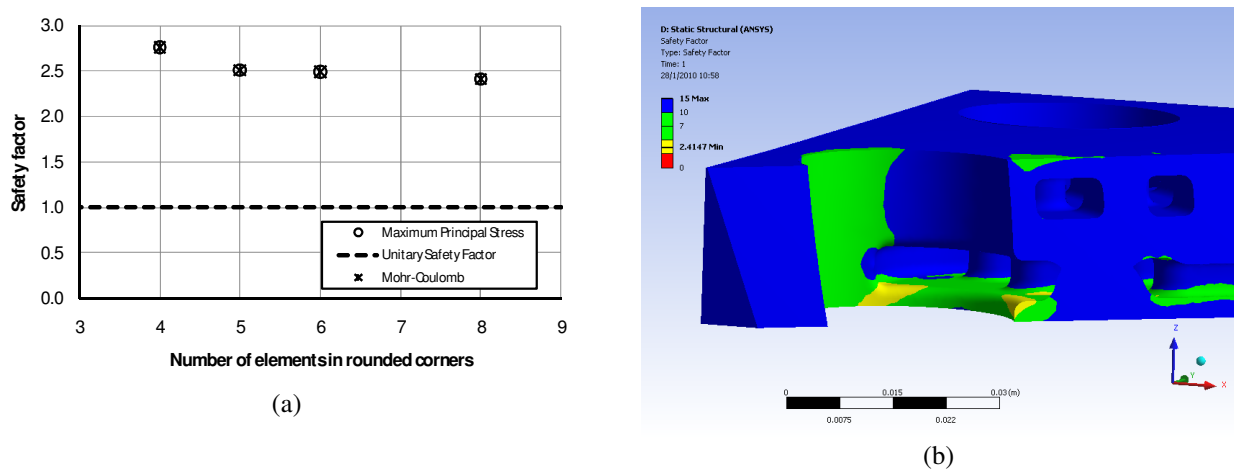 3.0
2.5
2.0
1.5
1.0
0.5
0.0
Safety factor
Maximum Principal Stress
Unitary Safety Factor
Mohr-Coulomb
3 4 5 6 7 8 9
Number of elements in rounded corners
(a)
D: Static Structural (ANSYS)
Safety Factor
Type: Safety Factor
Time: 1
28/1/2010 10:58
15 Max
10
7
2.4147 Min
0
Z
Y
X
0 0.015 0.03 (m)
0.0075 0.022
(b)